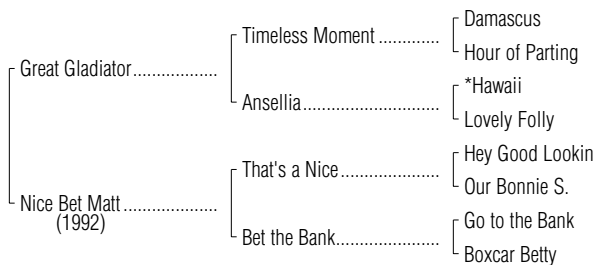 Damascus
Timeless Moment.............
Hour of Parting
Great Gladiator..................
*Hawaii
Ansellia.............................
Lovely Folly
Hey Good Lookin
That's a Nice.....................
Our Bonnie S.
Nice Bet Matt....................
(1992)
Go to the Bank
Bet the Bank......................
Boxcar Betty